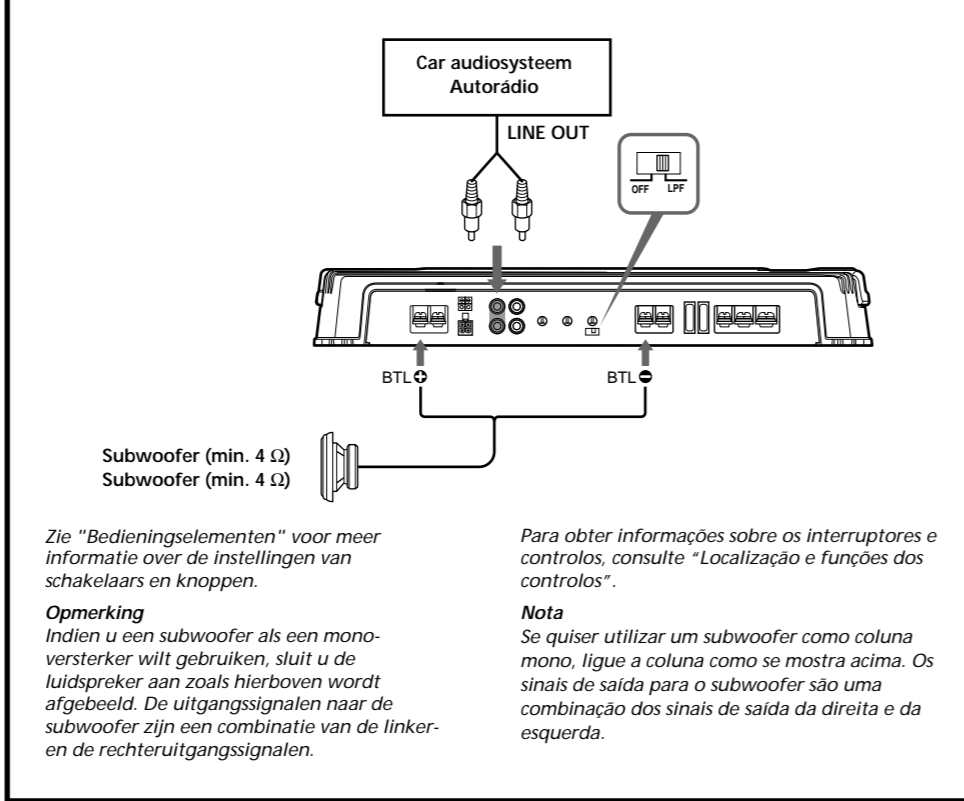 Car audiosysteem
Autorádio
LINE OUT
OFF LPF
BTL ⊕
BTL ⊖
Subwoofer (min. 4 Ω)
Subwoofer (min. 4 Ω)
Zie "Bedieningselementen" voor meer
informatie over de instellingen van
schakelaars en knoppen.
Opmerking
Indien u een subwoofer als een mono-
versterker wilt gebruiken, sluit u de
luidspreker aan zoals hierboven wordt
afgebeeld. De uitgangssignalen naar de
subwoofer zijn een combinatie van de linker-
en de rechteruitgangssignalen.
Para obter informações sobre os interruptores e
controlos, consulte “Localização e funções dos
controlos”.
Nota
Se quiser utilizar um subwoofer como coluna
mono, ligue a coluna como se mostra acima. Os
sinais de saída para o subwoofer são uma
combinação dos sinais de saída da direita e da
esquerda.